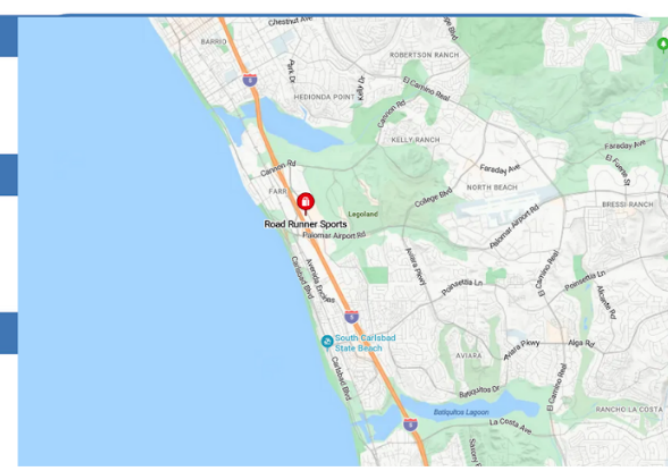 Chestnut Ave
BARRIO
ROBERTSON RANCH
5
Park Dr
Kelly Dr
El Camino Real
HEDIONDA POINT
Cannon Rd
KELLY RANCH
Faraday Ave
El Fuerte St
Cannon Rd
Faraday Ave
FARR
College Blvd
NORTH BEACH
BRESSI RANCH
Legoland
Road Runner Sports
Palomar Airport Rd
Palomar Airport Rd
Carlsbad Blvd
Avenida Encinas
Aviara Pkwy
El Camino Real
Poinsettia Ln
Poinsettia Ln
Alicante Rd
5
South Carlsbad
State Beach
Aviara Pkwy
Alga Rd
AVIARA
Carlsbad Blvd
Batiquitos Dr
El Camino Real
Batiquitos Lagoon
RANCHO LA COSTA
5
La Costa Ave